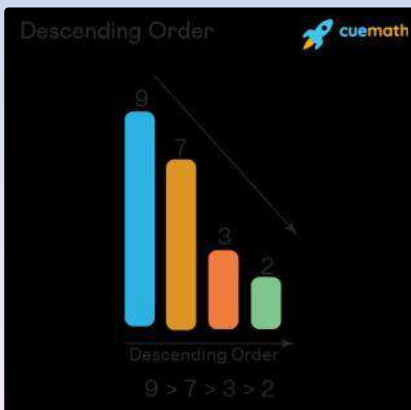 Descending Order
cuemath
9
7
3
2
Descending Order
9 > 7 > 3 > 2